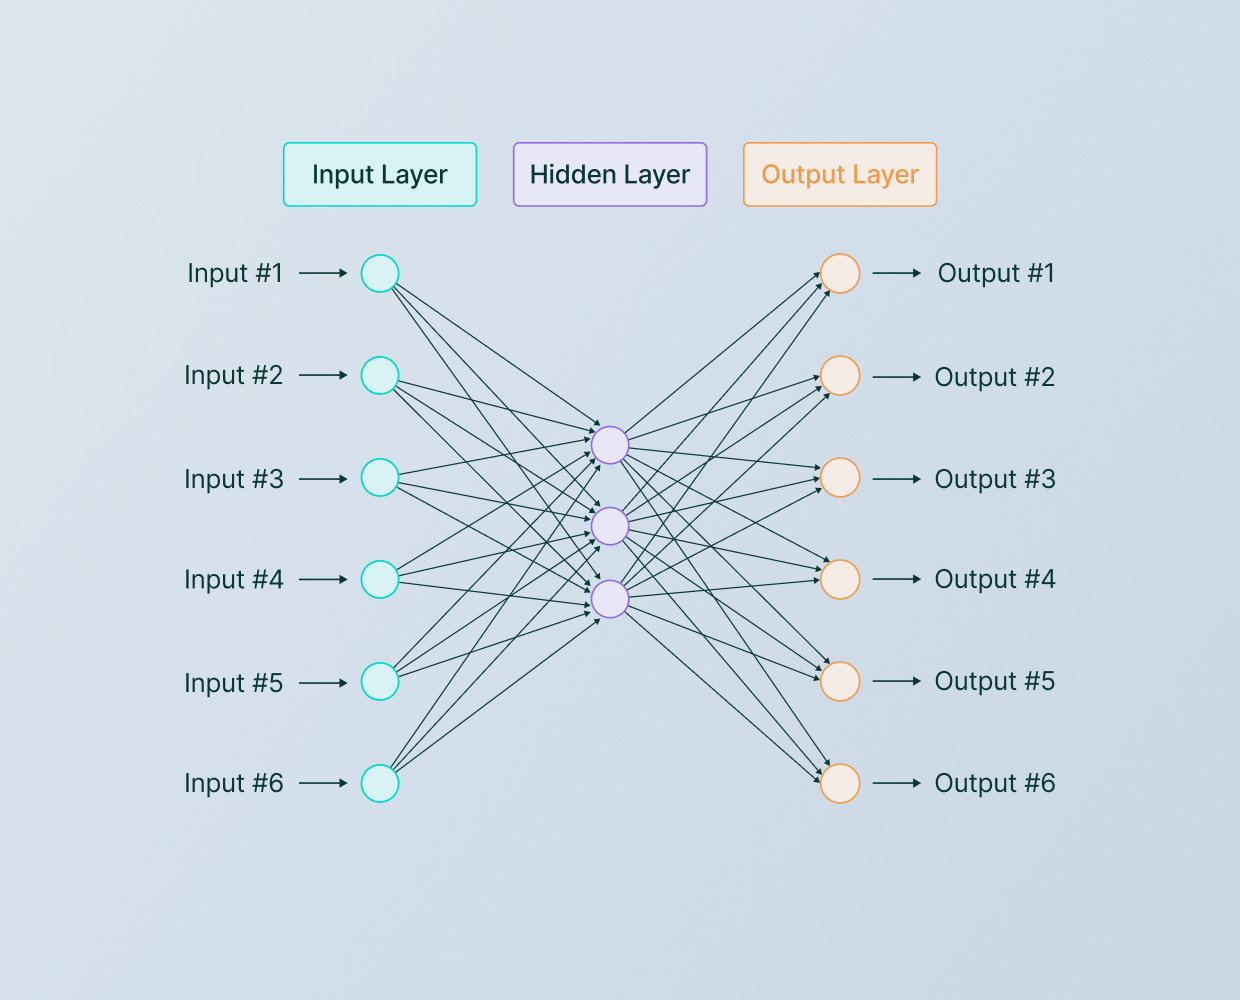 Input Layer
Hidden Layer
Output Layer
Input #1
Output #1
Input #2
Output #2
Input #3
Output #3
Input #4
Output #4
Input #5
Output #5
Input #6
Output #6